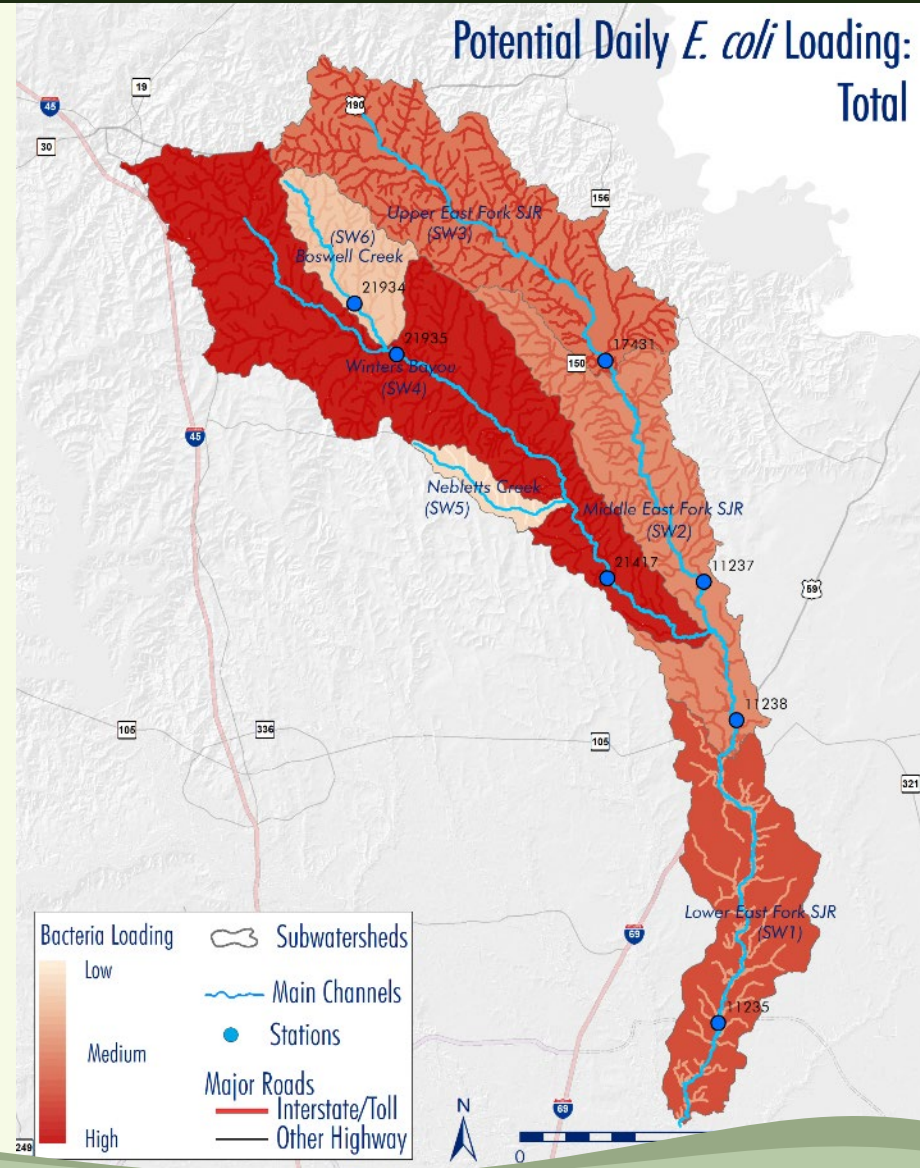 Potential Daily E. coli Loading:
Total
19
45
30
190
156
Upper East Fork SJR
(SW3)
(SW6)
Boswell Creek
21934
21935
17431
150
Winters Bayou
(SW4)
45
Nebletts Creek
(SW5)
Middle East Fork SJR
(SW2)
21417
11237
59
11238
105
336
105
321
Lower East Fork SJR
(SW1)
69
11235
69
249
Bacteria Loading
Low
Medium
High
Subwatersheds
Main Channels
Stations
Major Roads
Interstate/Toll
Other Highway
N
0